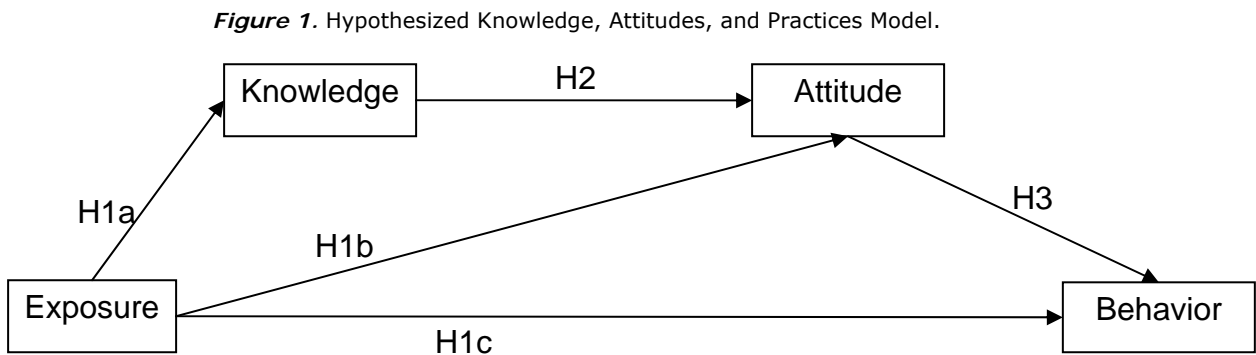 Figure 1. Hypothesized Knowledge, Attitudes, and Practices Model.
Knowledge
H2
Attitude
H1a
H1b
H3
Exposure
Behavior
H1c